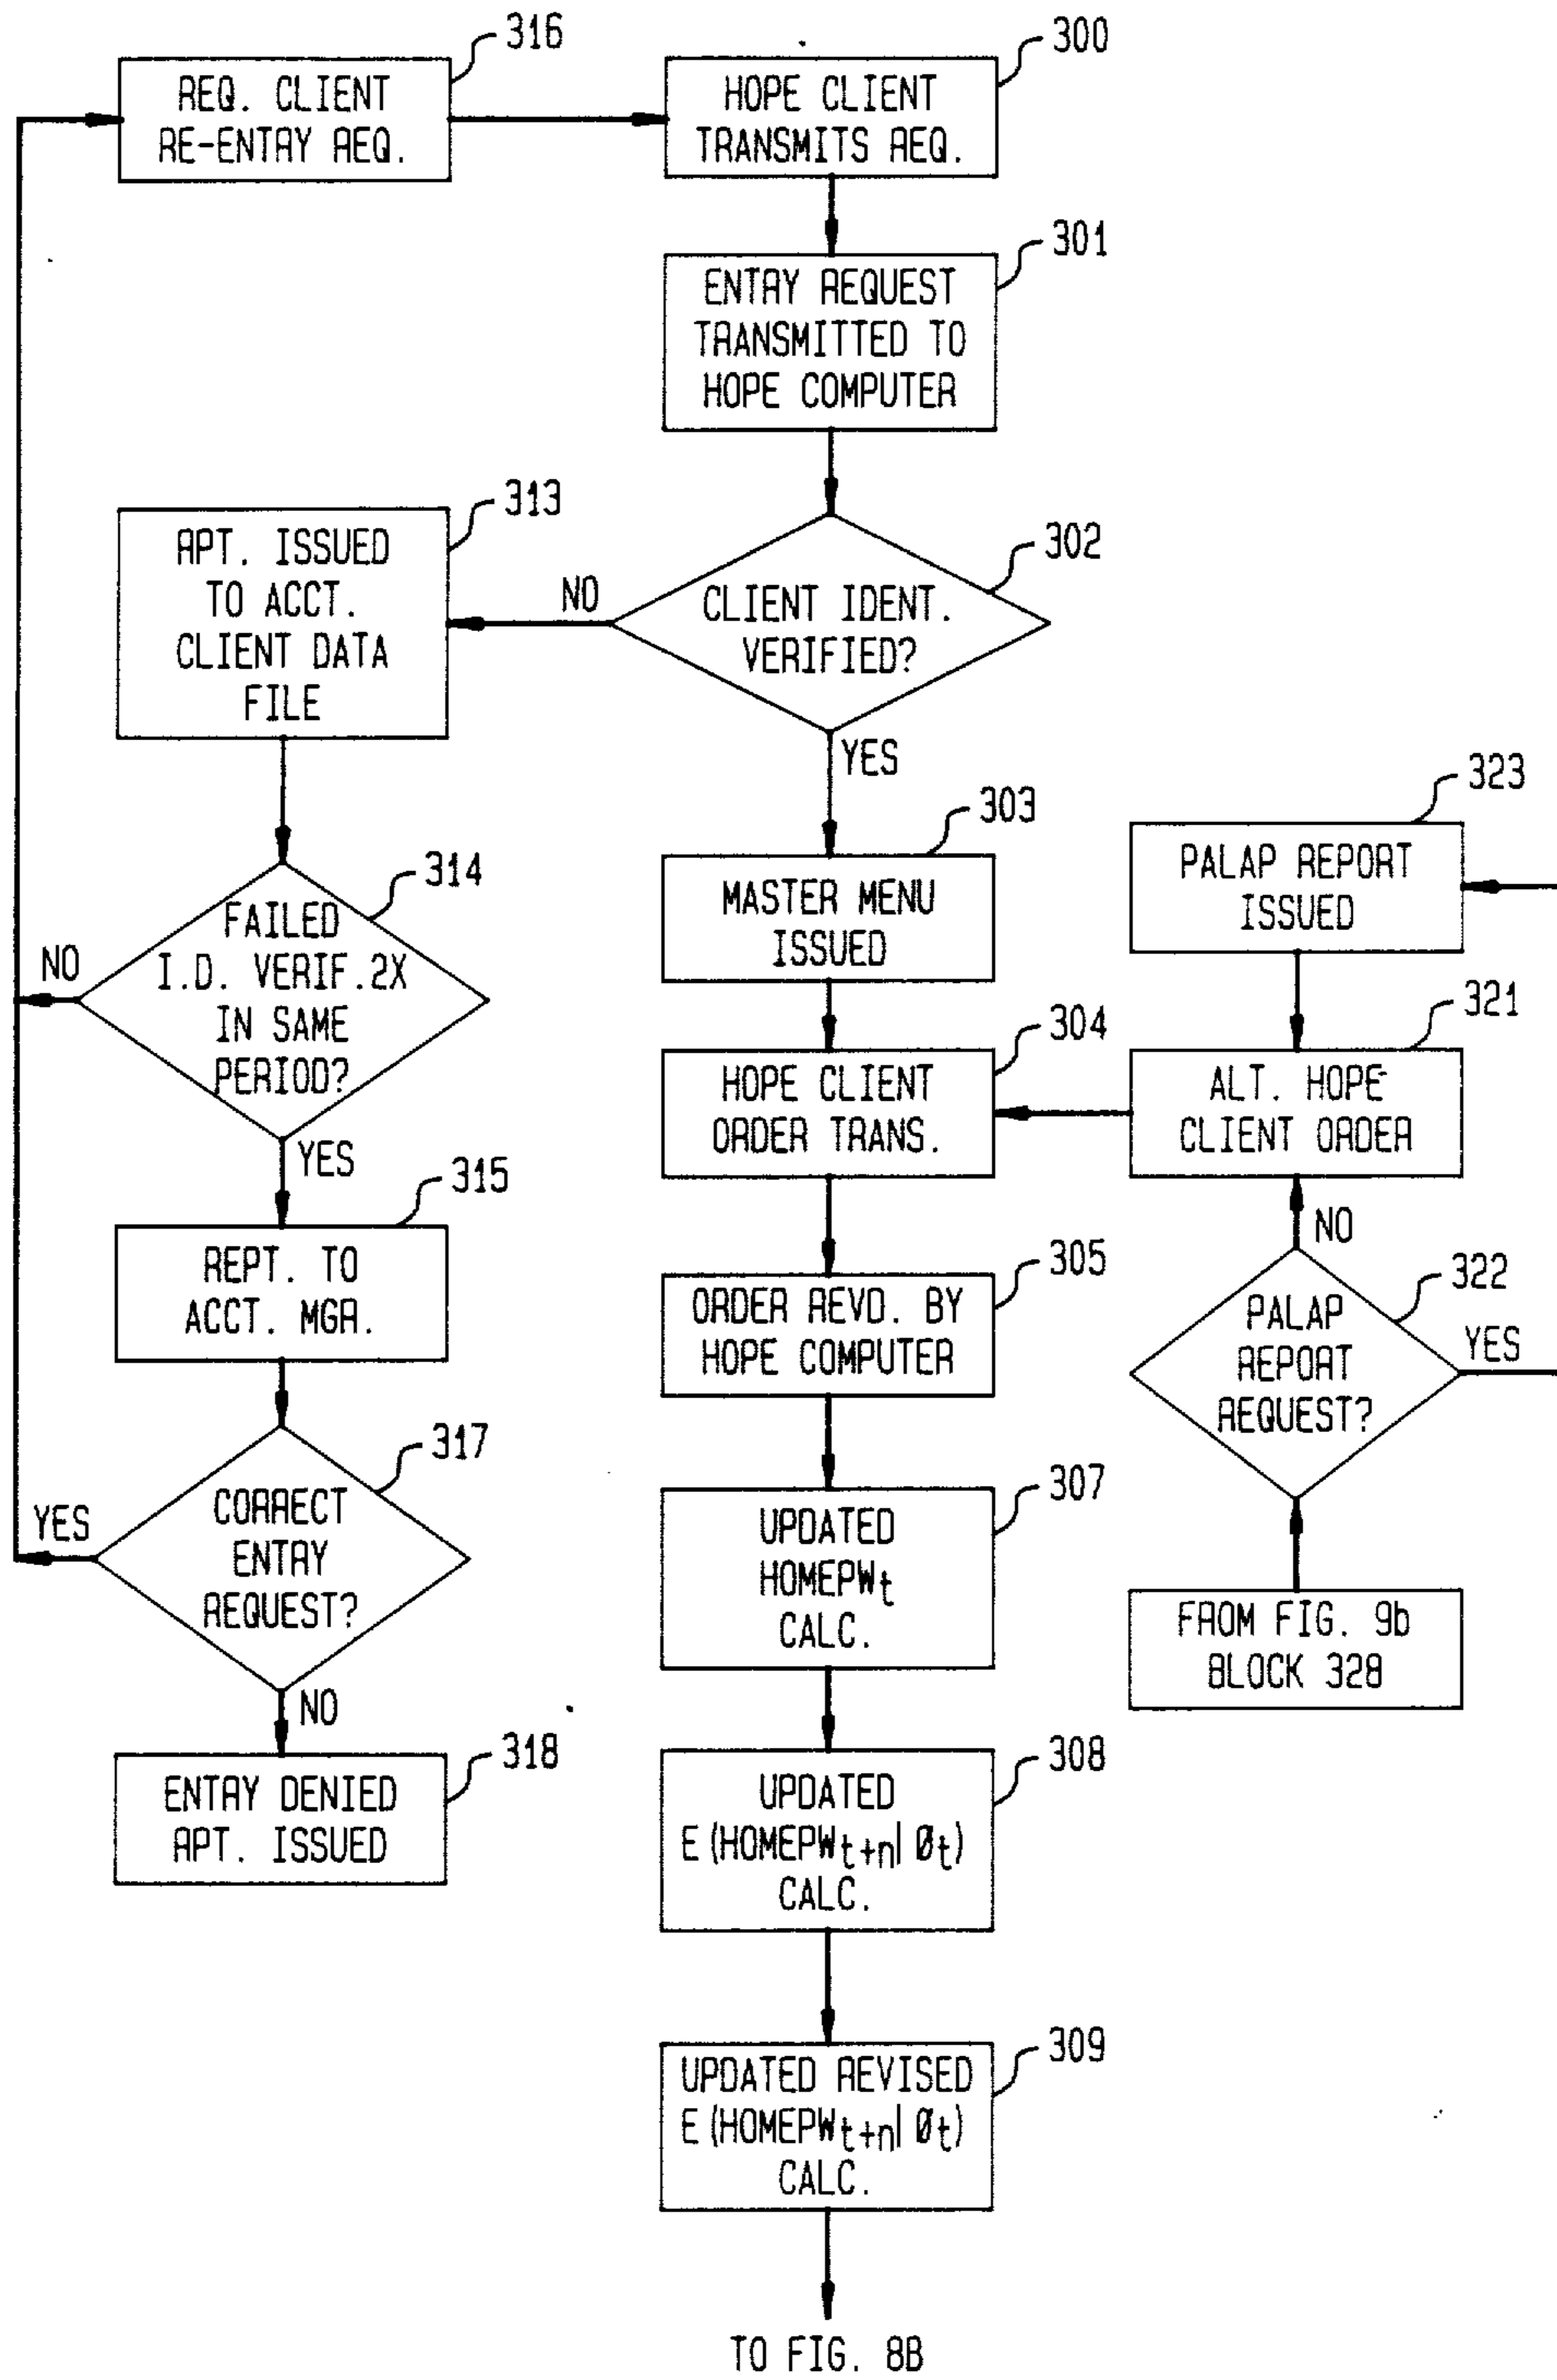 316
REQ. CLIENT
RE-ENTRY REQ.
300
HOPE CLIENT
TRANSMITS REQ.
301
ENTRY REQUEST
TRANSMITTED TO
HOPE COMPUTER
302
CLIENT IDENT.
VERIFIED?
NO
YES
313
RPT. ISSUED
TO ACCT.
CLIENT DATA
FILE
314
FAILED
I.D. VERIF.2X
IN SAME
PERIOD?
NO
YES
315
REPT. TO
ACCT. MGR.
317
CORRECT
ENTRY
REQUEST?
YES
NO
318
ENTRY DENIED
RPT. ISSUED
303
MASTER MENU
ISSUED
304
HOPE CLIENT
ORDER TRANS.
305
ORDER REVD. BY
HOPE COMPUTER
307
UPDATED
HOMEPWt
CALC.
308
UPDATED
E(HOMEPWt+n|Øt)
CALC.
309
UPDATED REVISED
E(HOMEPWt+n|Øt)
CALC.
TO FIG. 8B
323
PALAP REPORT
ISSUED
321
ALT. HOPE
CLIENT ORDER
NO
322
PALAP
REPORT
REQUEST?
YES
FROM FIG. 9b
BLOCK 328